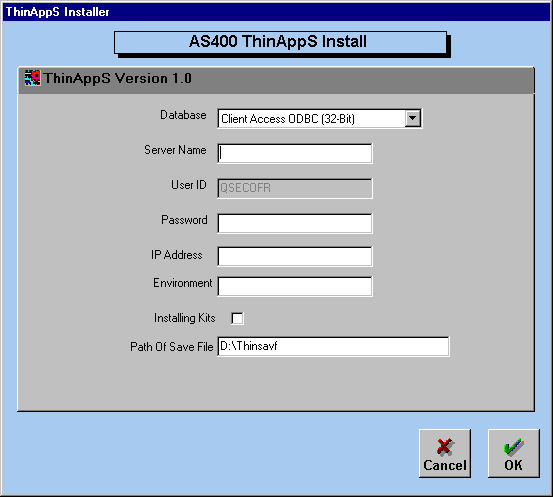 ThinAppS Installer
AS400 ThinAppS Install
ThinAppS Version 1.0
Database Client Access ODBC (32-Bit)
Server Name
User ID QSECOFR
Password
IP Address
Environment
Installing Kits
Path Of Save File D:\Thinsavf
Cancel OK